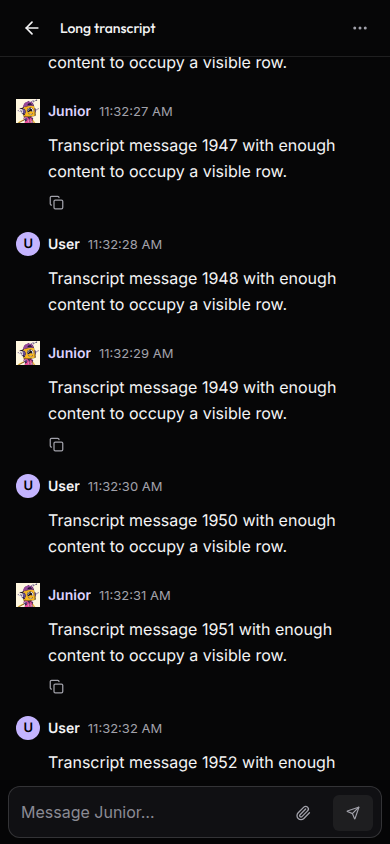 Long transcript
content to occupy a visible row.
Junior 11:32:27 AM
Transcript message 1947 with enough
content to occupy a visible row.
U User 11:32:28 AM
Transcript message 1948 with enough
content to occupy a visible row.
Junior 11:32:29 AM
Transcript message 1949 with enough
content to occupy a visible row.
U User 11:32:30 AM
Transcript message 1950 with enough
content to occupy a visible row.
Junior 11:32:31 AM
Transcript message 1951 with enough
content to occupy a visible row.
U User 11:32:32 AM
Transcript message 1952 with enough
Message Junior...